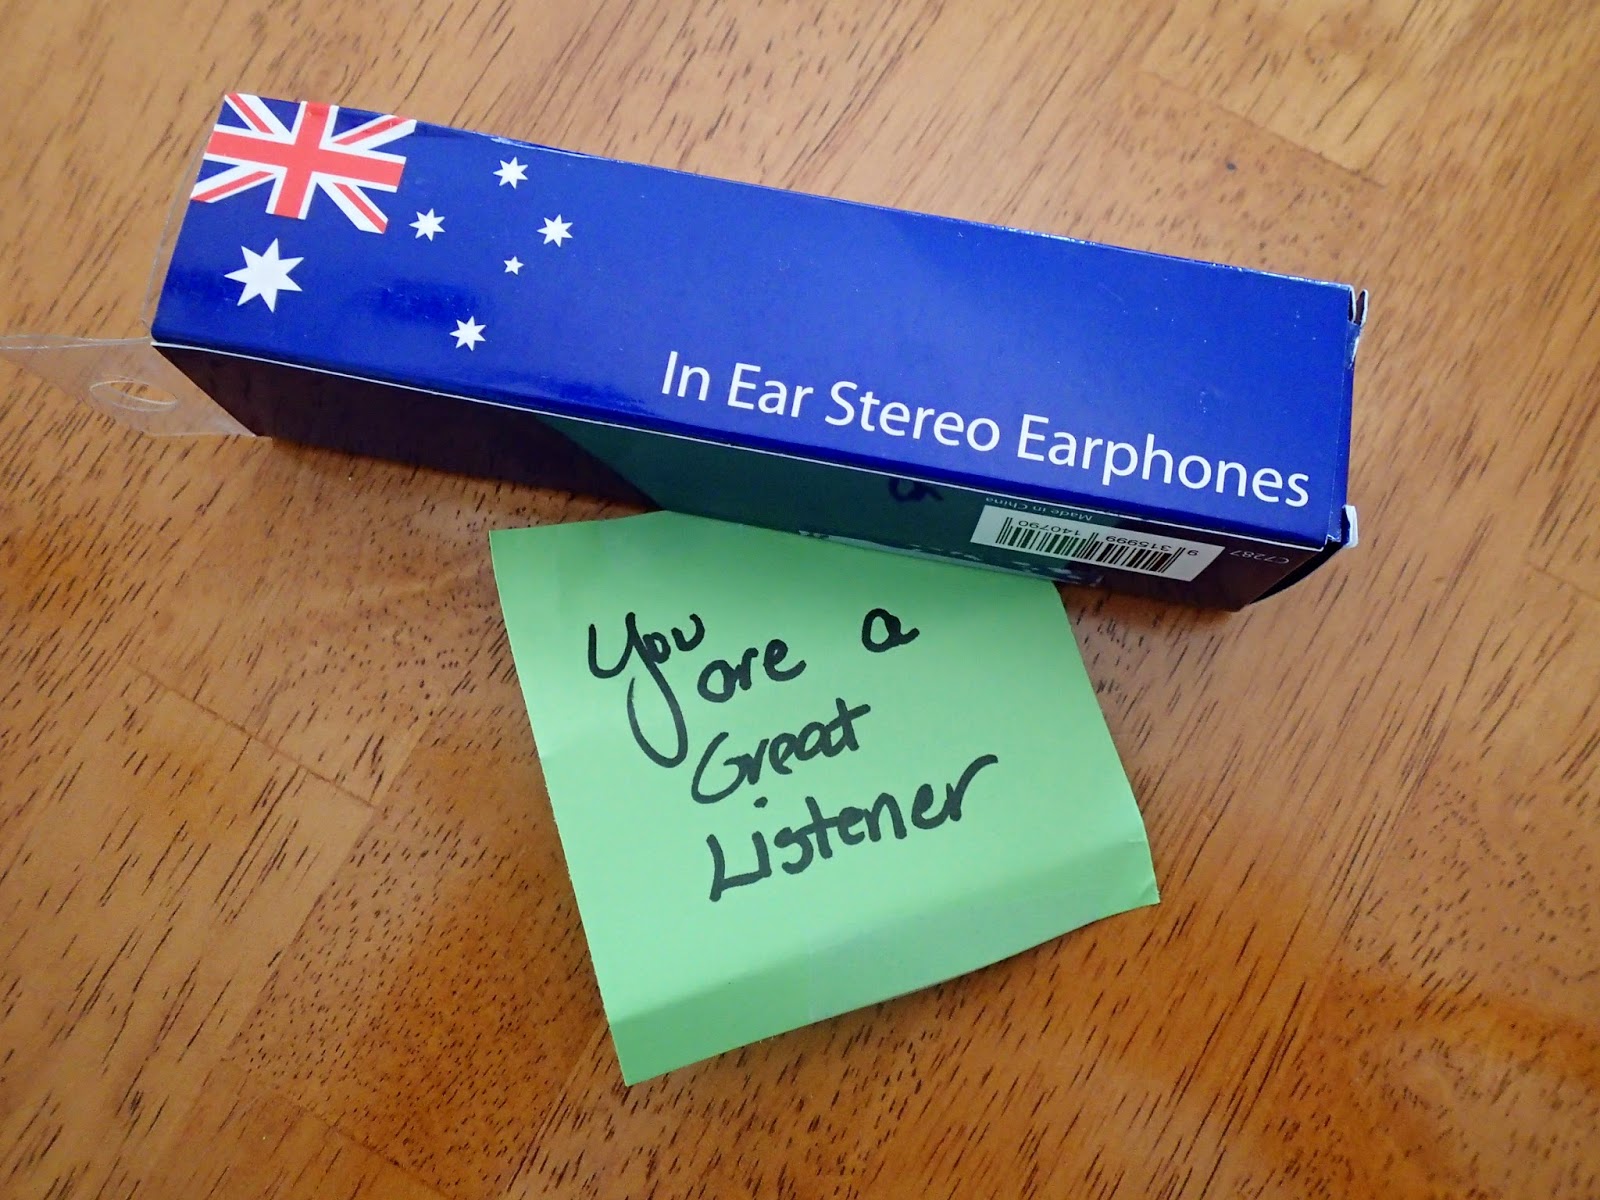 In Ear Stereo Earphones
Made in China
9 315999 140790
C7287
You are a
Great
Listener